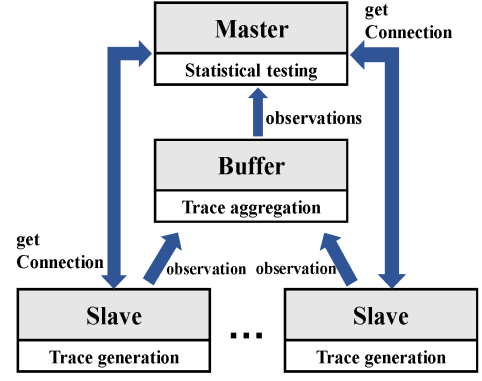 Master
Statistical testing
get
Connection
observations
Buffer
Trace aggregation
get
Connection
observation
observation
Slave
Trace generation
...
Slave
Trace generation